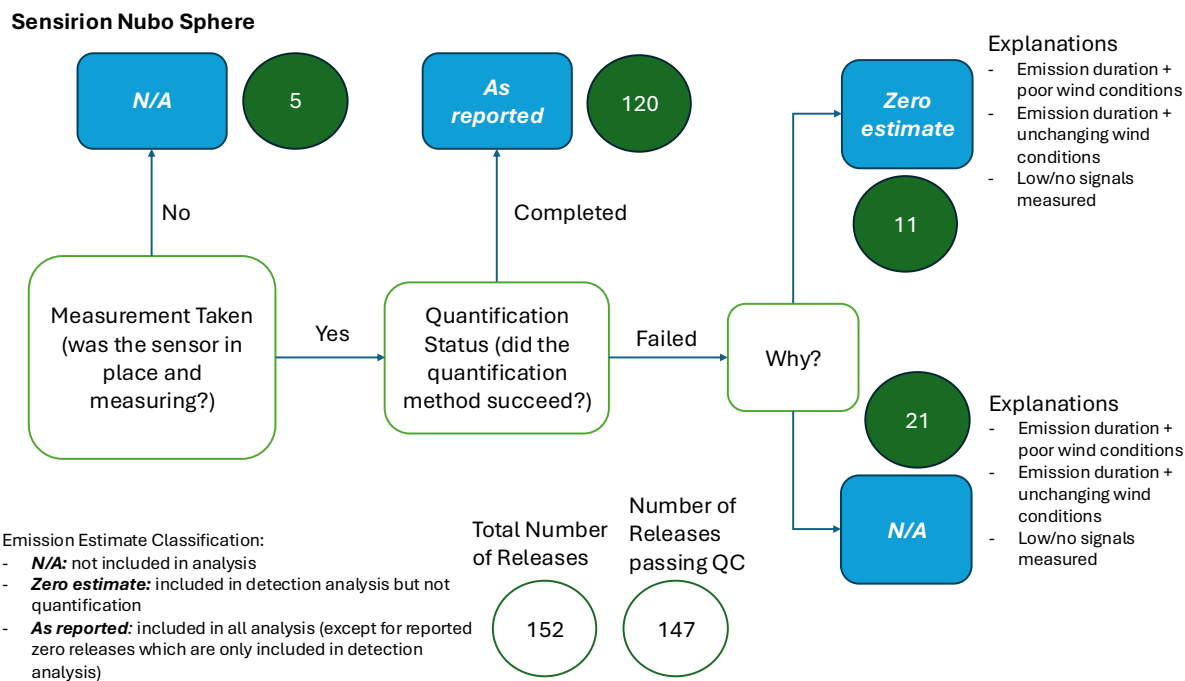 Sensirion Nubo Sphere
N/A
5
As
reported
120
Zero
estimate
11
Explanations
- Emission duration +
poor wind conditions
- Emission duration +
unchanging wind
conditions
- Low/no signals
measured
No
Completed
Measurement Taken
(was the sensor in
place and
measuring?)
Yes
Quantification
Status (did the
quantification
method succeed?)
Failed
Why?
21
N/A
Explanations
- Emission duration +
poor wind conditions
- Emission duration +
unchanging wind
conditions
- Low/no signals
measured
Emission Estimate Classification:
- N/A: not included in analysis
- Zero estimate: included in detection analysis but not
quantification
- As reported: included in all analysis (except for reported
zero releases which are only included in detection
analysis)
Total Number
of Releases
152
Number of
Releases
passing QC
147